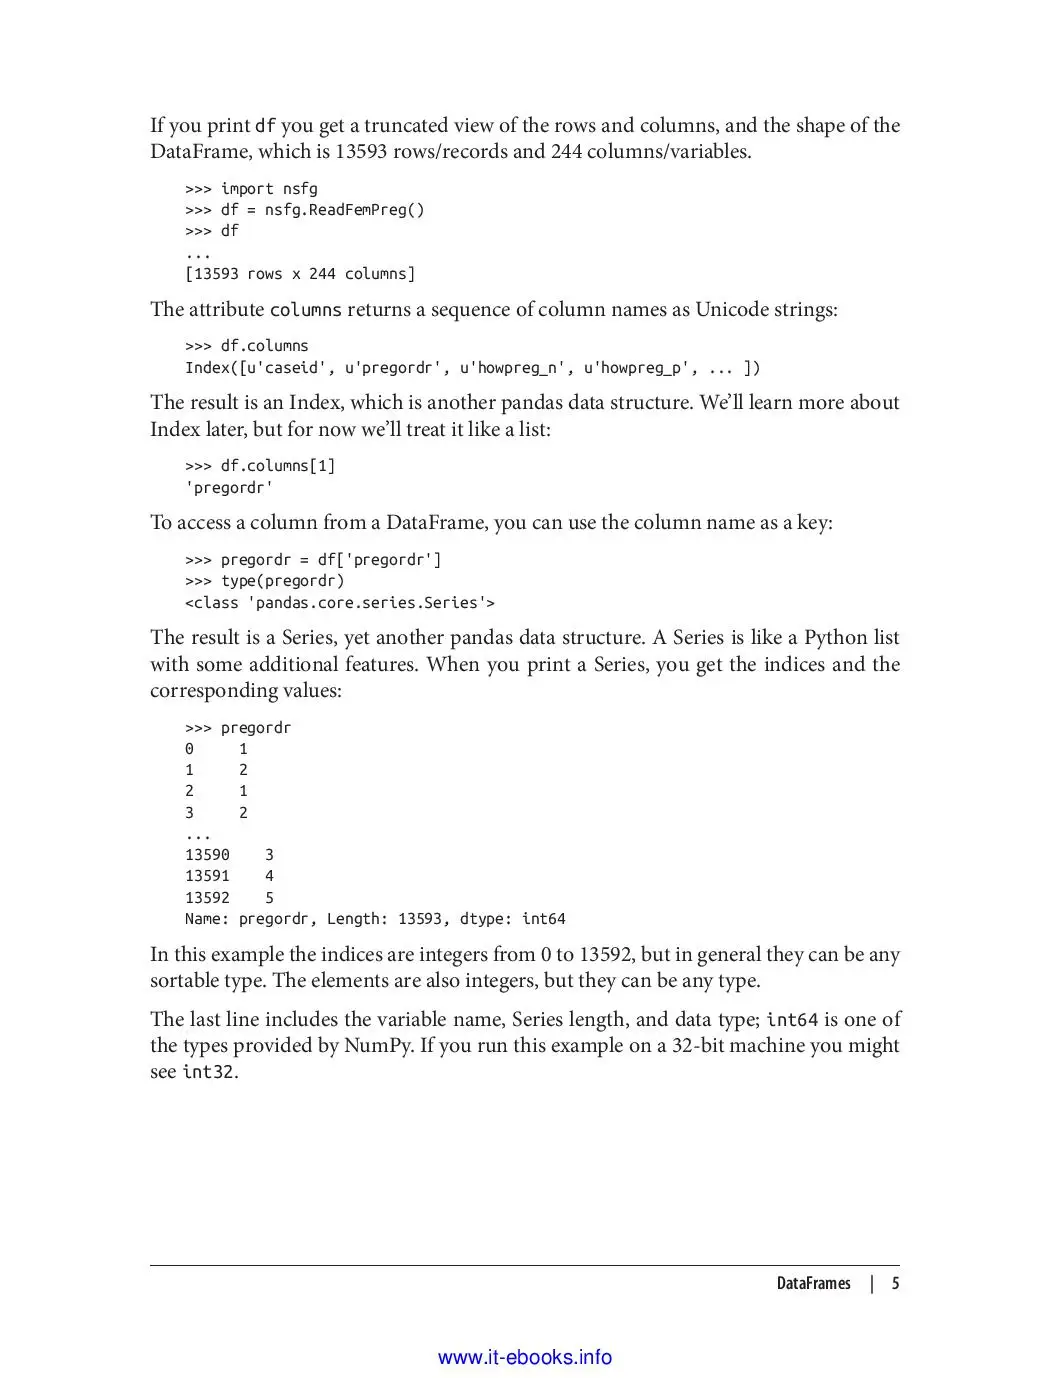 If you print df you get a truncated view of the rows and columns, and the shape of the
DataFrame, which is 13593 rows/records and 244 columns/variables.
>>> import nsfg
>>> df = nsfg.ReadFemPreg()
>>> df
...
[13593 rows x 244 columns]
The attribute columns returns a sequence of column names as Unicode strings:
>>> df.columns
Index([u'caseid', u'pregordr', u'howpreg_n', u'howpreg_p', ... ])
The result is an Index, which is another pandas data structure. We’ll learn more about
Index later, but for now we’ll treat it like a list:
>>> df.columns[1]
'pregordr'
To access a column from a DataFrame, you can use the column name as a key:
>>> pregordr = df['pregordr']
>>> type(pregordr)
<class 'pandas.core.series.Series'>
The result is a Series, yet another pandas data structure. A Series is like a Python list
with some additional features. When you print a Series, you get the indices and the
corresponding values:
>>> pregordr
0     1
1     2
2     1
3     2
...
13590    3
13591    4
13592    5
Name: pregordr, Length: 13593, dtype: int64
In this example the indices are integers from 0 to 13592, but in general they can be any
sortable type. The elements are also integers, but they can be any type.
The last line includes the variable name, Series length, and data type; int64 is one of
the types provided by NumPy. If you run this example on a 32-bit machine you might
see int32.
DataFrames | 5
www.it-ebooks.info